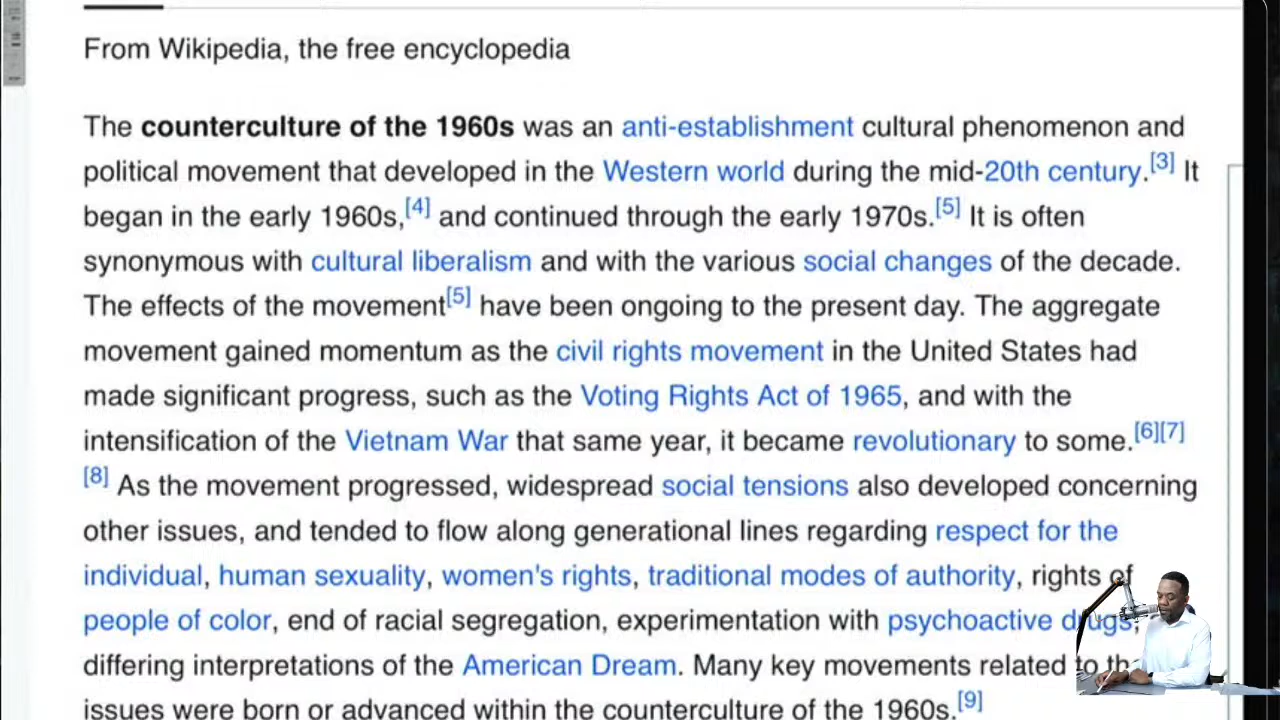 From Wikipedia, the free encyclopedia
The counterculture of the 1960s was an anti-establishment cultural phenomenon and
political movement that developed in the Western world during the mid-20th century.[3] It
began in the early 1960s,[4] and continued through the early 1970s.[5] It is often
synonymous with cultural liberalism and with the various social changes of the decade.
The effects of the movement[5] have been ongoing to the present day. The aggregate
movement gained momentum as the civil rights movement in the United States had
made significant progress, such as the Voting Rights Act of 1965, and with the
intensification of the Vietnam War that same year, it became revolutionary to some.[6][7]
[8] As the movement progressed, widespread social tensions also developed concerning
other issues, and tended to flow along generational lines regarding respect for the
individual, human sexuality, women's rights, traditional modes of authority, rights of
people of color, end of racial segregation, experimentation with psychoactive drugs,
differing interpretations of the American Dream. Many key movements related to
issues were born or advanced within the counterculture of the 1960s.[9]